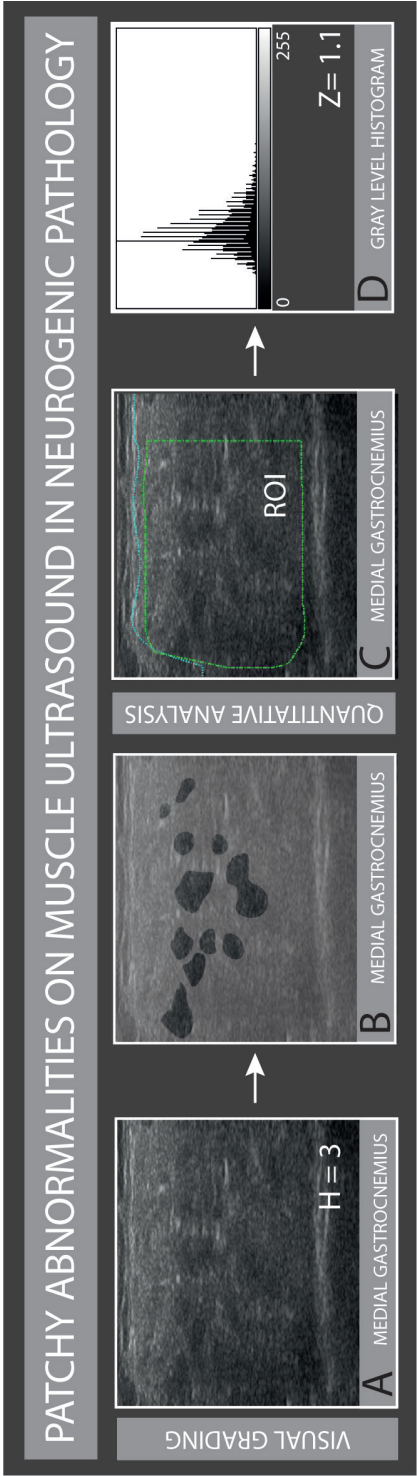 PATCHY ABNORMALITIES ON MUSCLE ULTRASOUND IN NEUROGENIC PATHOLOGY
VISUAL GRADING
H = 3
A MEDIAL GASTROCNEMIUS
B MEDIAL GASTROCNEMIUS
QUANTITATIVE ANALYSIS
ROI
C MEDIAL GASTROCNEMIUS
0 255
Z= 1.1
D GRAY LEVEL HISTOGRAM